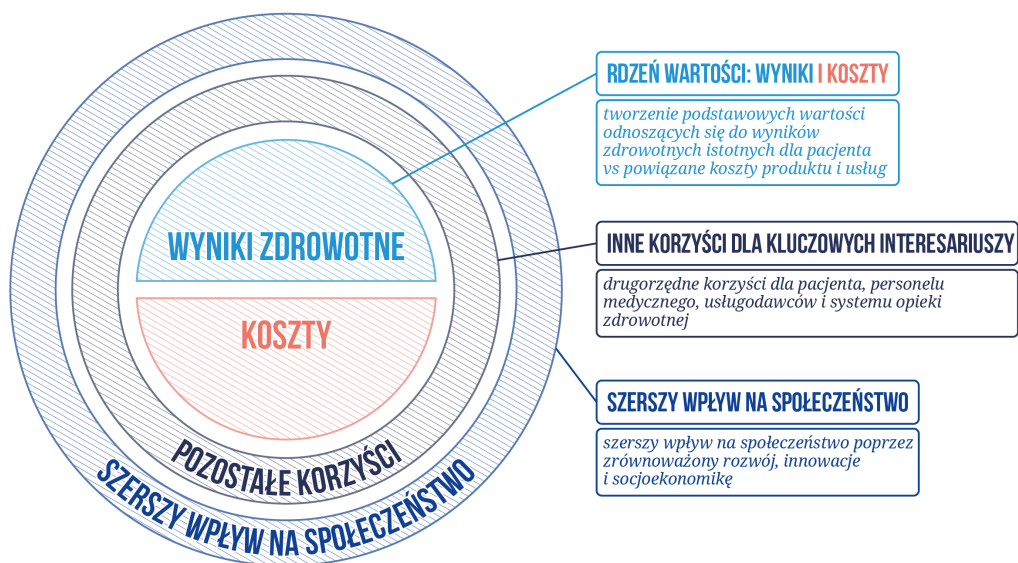 WYNIKI ZDROWOTNE
KOSZTY
POZOSTAŁE KORZYŚCI
SZERSZY WPŁYW NA SPOŁECZEŃSTWO
RDZEŃ WARTOŚCI: WYNIKI I KOSZTY
tworzenie podstawowych wartości
odnoszących się do wyników
zdrowotnych istotnych dla pacjenta
vs powiązane koszty produktu i usług
INNE KORZYŚCI DLA KLUCZOWYCH INTERESARIUSZY
drugorzędne korzyści dla pacjenta, personelu
medycznego, usługodawców i systemu opieki
zdrowotnej
SZERSZY WPŁYW NA SPOŁECZEŃSTWO
szerszy wpływ na społeczeństwo poprzez
zrównoważony rozwój, innowacje
i socjoekonomikę